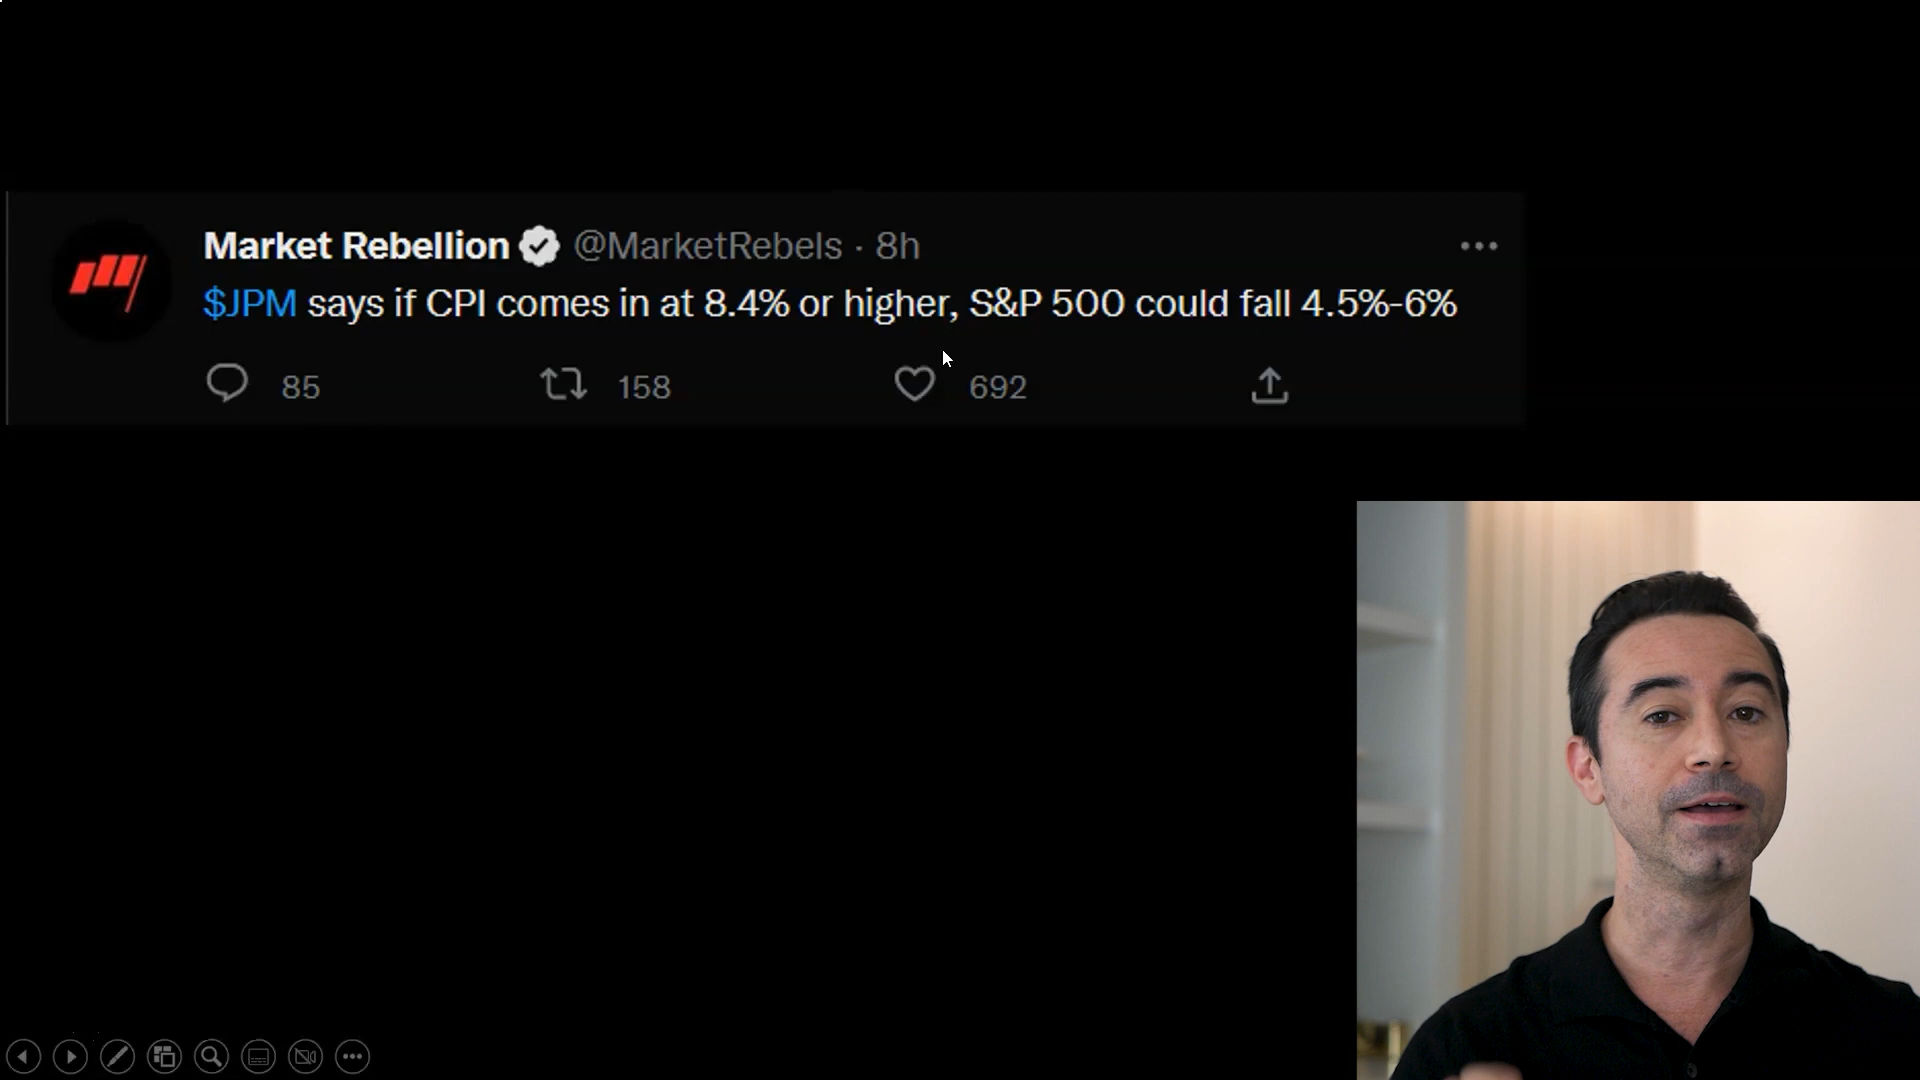 Market Rebellion @MarketRebels · 8h
$JPM says if CPI comes in at 8.4% or higher, S&P 500 could fall 4.5%-6%
85 158 692